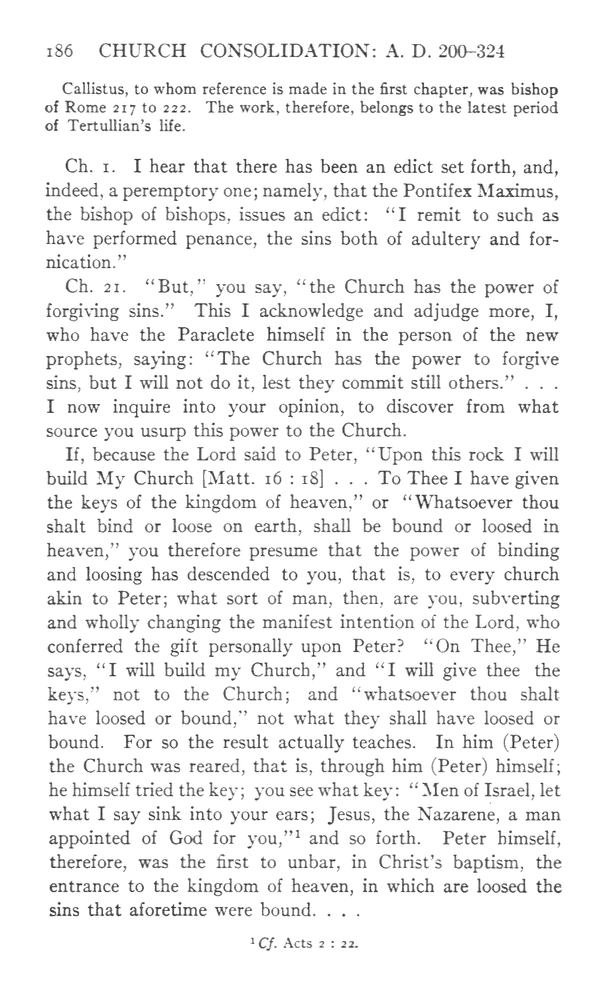 186 CHURCH CONSOLIDATION: A. D. 200–324
Callistus, to whom reference is made in the first chapter, was bishop
of Rome 217 to 222. The work, therefore, belongs to the latest period
of Tertullian's life.
Ch. 1. I hear that there has been an edict set forth, and,
indeed, a peremptory one; namely, that the Pontifex Maximus,
the bishop of bishops, issues an edict: "I remit to such as
have performed penance, the sins both of adultery and for-
nication."
Ch. 21. "But," you say, "the Church has the power of
forgiving sins." This I acknowledge and adjudge more, I,
who have the Paraclete himself in the person of the new
prophets, saying: "The Church has the power to forgive
sins, but I will not do it, lest they commit still others." . . .
I now inquire into your opinion, to discover from what
source you usurp this power to the Church.
If, because the Lord said to Peter, "Upon this rock I will
build My Church [Matt. 16 : 18] . . . To Thee I have given
the keys of the kingdom of heaven," or "Whatsoever thou
shalt bind or loose on earth, shall be bound or loosed in
heaven," you therefore presume that the power of binding
and loosing has descended to you, that is, to every church
akin to Peter; what sort of man, then, are you, subverting
and wholly changing the manifest intention of the Lord, who
conferred the gift personally upon Peter? "On Thee," He
says, "I will build my Church," and "I will give thee the
keys," not to the Church; and "whatsoever thou shalt
have loosed or bound," not what they shall have loosed or
bound. For so the result actually teaches. In him (Peter)
the Church was reared, that is, through him (Peter) himself;
he himself tried the key; you see what key: "Men of Israel, let
what I say sink into your ears; Jesus, the Nazarene, a man
appointed of God for you,"¹ and so forth. Peter himself,
therefore, was the first to unbar, in Christ's baptism, the
entrance to the kingdom of heaven, in which are loosed the
sins that aforetime were bound. . . .
¹ Cf. Acts 2 : 22.